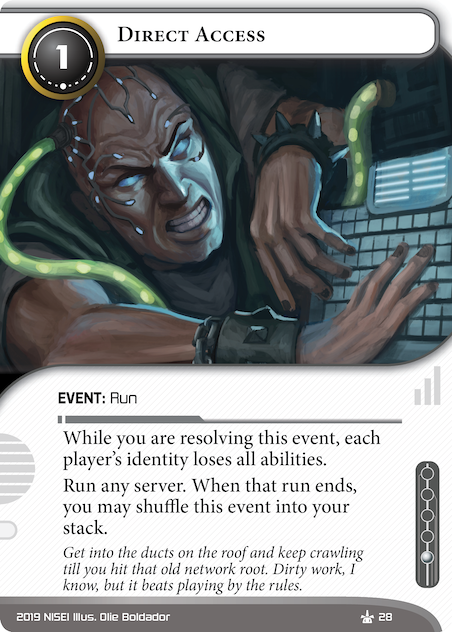 1
Direct Access
EVENT: Run
While you are resolving this event, each
player's identity loses all abilities.
Run any server. When that run ends,
you may shuffle this event into your
stack.
Get into the ducts on the roof and keep crawling
till you hit that old network root. Dirty work, I
know, but it beats playing by the rules.
2019 NISEI Illus. Olie Boldador
28